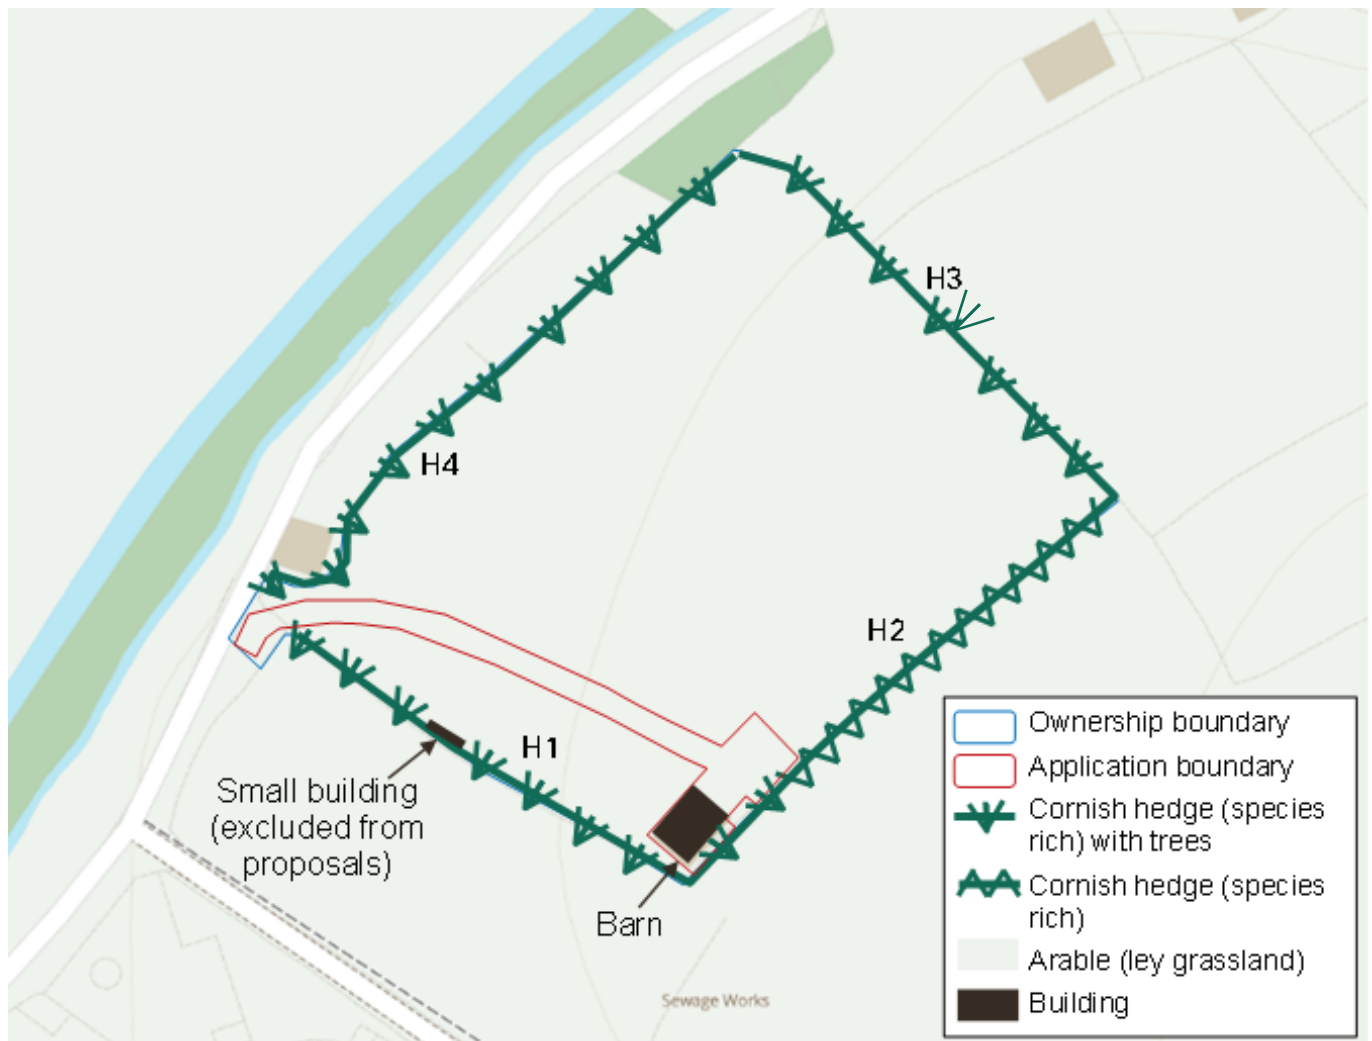 H3
H4
H2
H1
Small building
(excluded from
proposals)
Barn
Sewage Works
Ownership boundary
Application boundary
Cornish hedge (species
rich) with trees
Cornish hedge (species
rich)
Arable (ley grassland)
Building